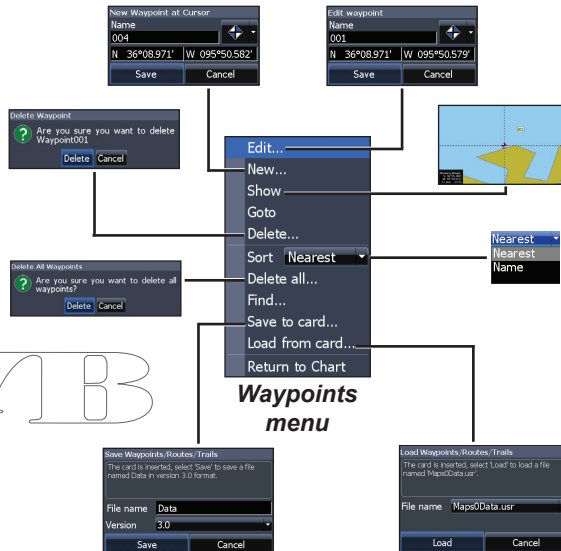 New Waypoint at Cursor
Name
004
N 36°08.971' W 095°50.582'
Save Cancel
Edit waypoint
Name
001
N 36°08.971' W 095°50.579'
Save Cancel
Delete Waypoint
Are you sure you want to delete
Waypoint001
Delete Cancel
001
Edit...
New...
Show
Goto
Delete...
Sort Nearest
Delete all...
Find...
Save to card...
Load from card...
Return to Chart
Nearest
Nearest
Name
Delete All Waypoints
Are you sure you want to delete all
waypoints?
Delete Cancel
Waypoints
menu
Save Waypoints/Routes/Trails
The card is inserted, select 'Save' to save a file
named Data in version 3.0 format.
File name Data
Version 3.0
Save Cancel
Load Waypoints/Routes/Trails
The card is inserted, select 'Load' to load a file
named 'Maps0Data.usr'.
File name Maps0Data.usr
Load Cancel